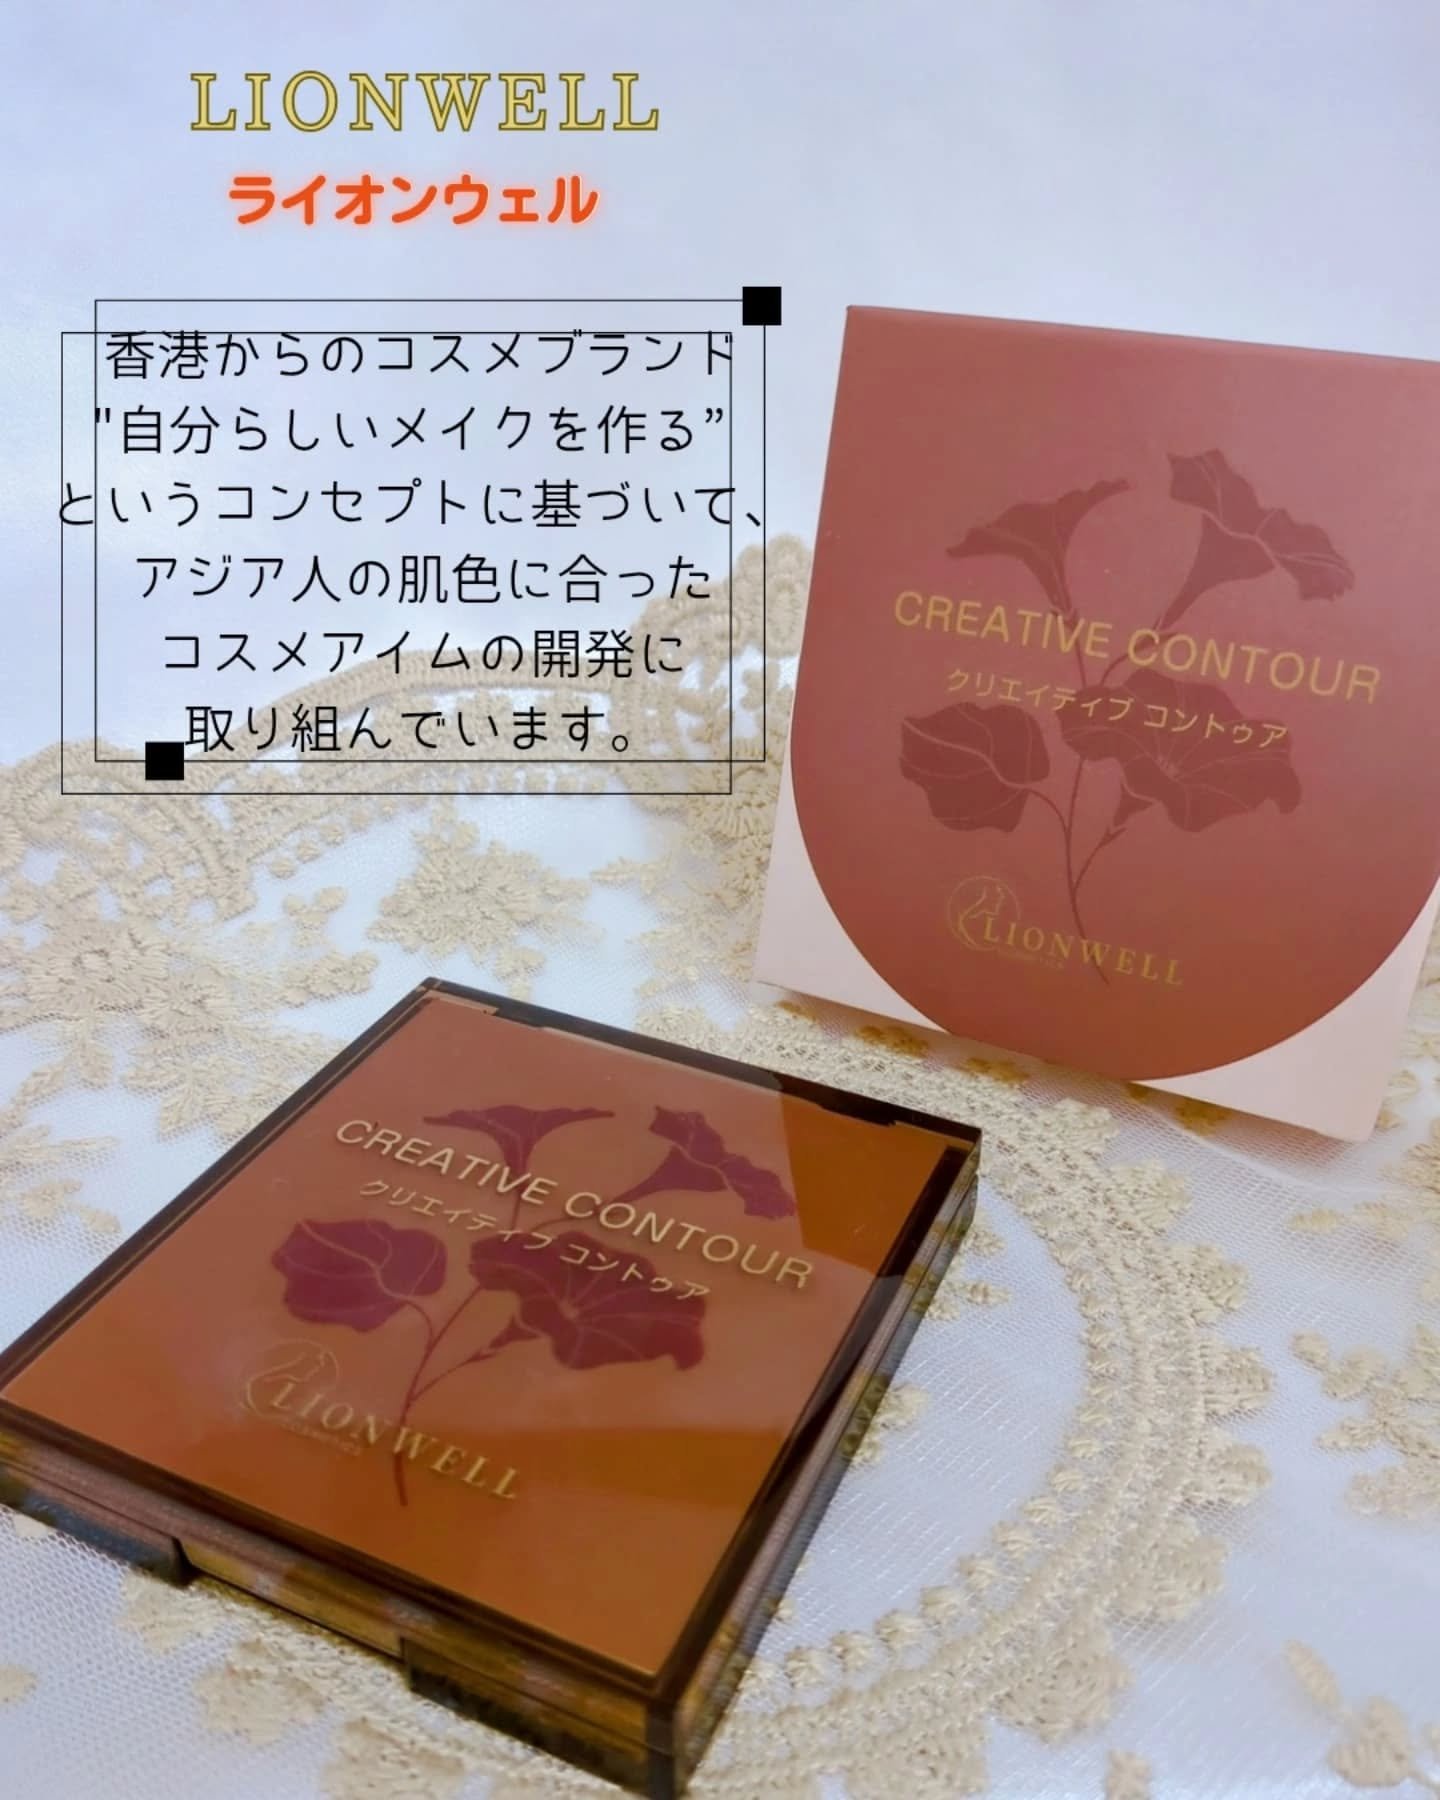 LIONWELL
ライオンウェル
香港からのコスメブランド
"自分らしいメイクを作る”
というコンセプトに基づいて、
アジア人の肌色に合った
コスメアイムの開発に
取り組んでいます。
CREATIVE CONTOUR
クリエイティブ コントゥア
LIONWELL
COSMETICS
CREATIVE CONTOUR
クリエイティブ コントゥア
LIONWELL
COSMETICS